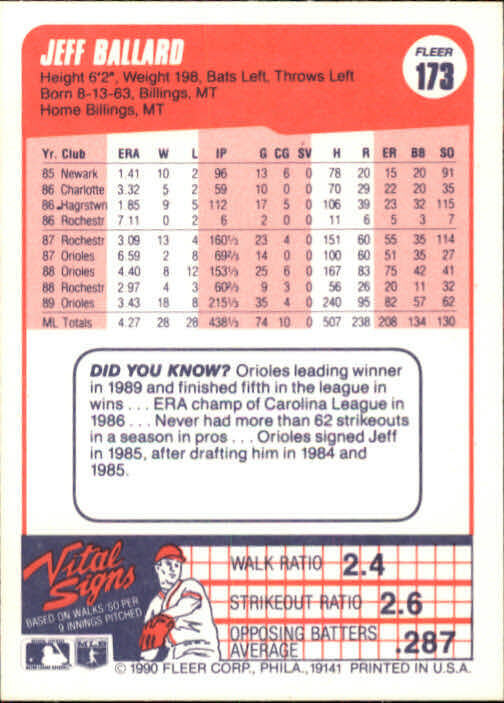 JEFF BALLARD
Height 6'2", Weight 198, Bats Left, Throws Left
Born 8-13-63, Billings, MT
Home Billings, MT
FLEER
173
Yr. Club ERA W L IP G CG SV H R ER BB SO
85 Newark 1.41 10 2 96 13 6 0 78 20 15 20 91
86 Charlotte 3.32 5 2 59 10 0 0 70 29 22 20 35
86 Hagrstwn 1.85 9 5 112 17 5 0 106 39 23 32 115
86 Rochestr 7.11 0 2 6 2 0 0 11 6 5 3 7
87 Rochestr 3.09 13 4 160⅓ 23 4 0 151 60 55 35 114
87 Orioles 6.59 2 8 69⅔ 14 0 0 100 60 51 35 27
88 Orioles 4.40 8 12 153⅓ 25 6 0 167 83 75 42 41
88 Rochestr 2.97 4 3 60⅔ 9 3 0 56 26 20 11 32
89 Orioles 3.43 18 8 215⅓ 35 4 0 240 95 82 57 62
ML Totals 4.27 28 28 438⅓ 74 10 0 507 238 208 134 130
DID YOU KNOW? Orioles leading winner
in 1989 and finished fifth in the league in
wins . . . ERA champ of Carolina League in
1986 . . . Never had more than 62 strikeouts
in a season in pros . . . Orioles signed Jeff
in 1985, after drafting him in 1984 and
1985.
Vital
Signs
BASED ON WALKS/SO PER
9 INNINGS PITCHED
WALK RATIO 2.4
STRIKEOUT RATIO 2.6
OPPOSING BATTERS
AVERAGE .287
© 1990 FLEER CORP., PHILA., 19141 PRINTED IN U.S.A.